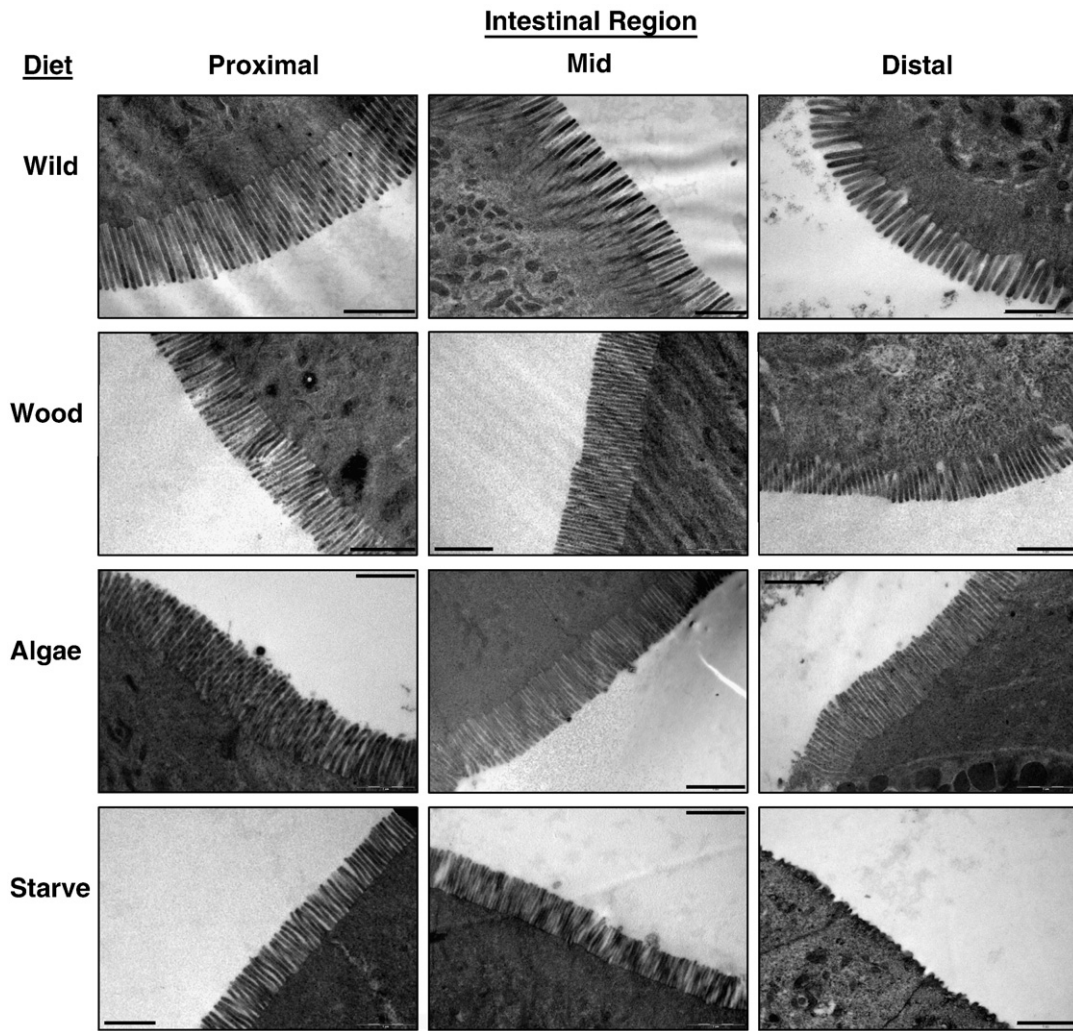 Intestinal Region
Diet Proximal Mid Distal
Wild
Wood
Algae
Starve